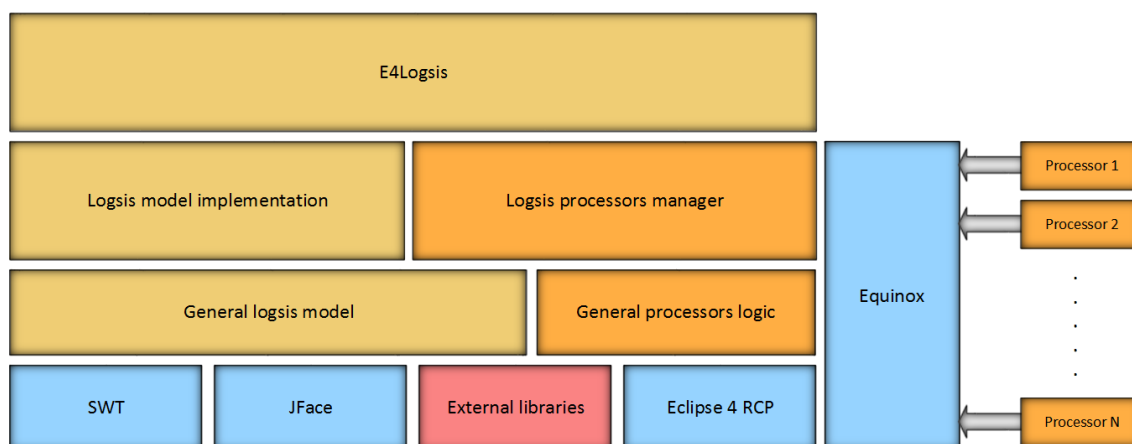 E4Logsis
Logsis model implementation
Logsis processors manager
General logsis model
General processors logic
SWT
JFace
External libraries
Eclipse 4 RCP
Equinox
Processor 1
Processor 2
.
.
.
.
.
Processor N